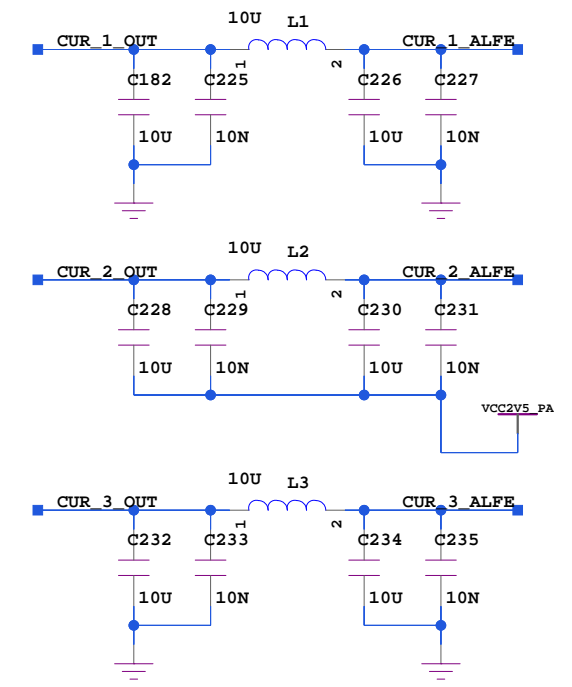 10U L1
CUR_1_OUT CUR_1_ALFE
1 2
C182 C225 C226 C227
10U 10N 10U 10N
10U L2
CUR_2_OUT CUR_2_ALFE
1 2
C228 C229 C230 C231
10U 10N 10U 10N
VCC2V5_PA
10U L3
CUR_3_OUT CUR_3_ALFE
1 2
C232 C233 C234 C235
10U 10N 10U 10N